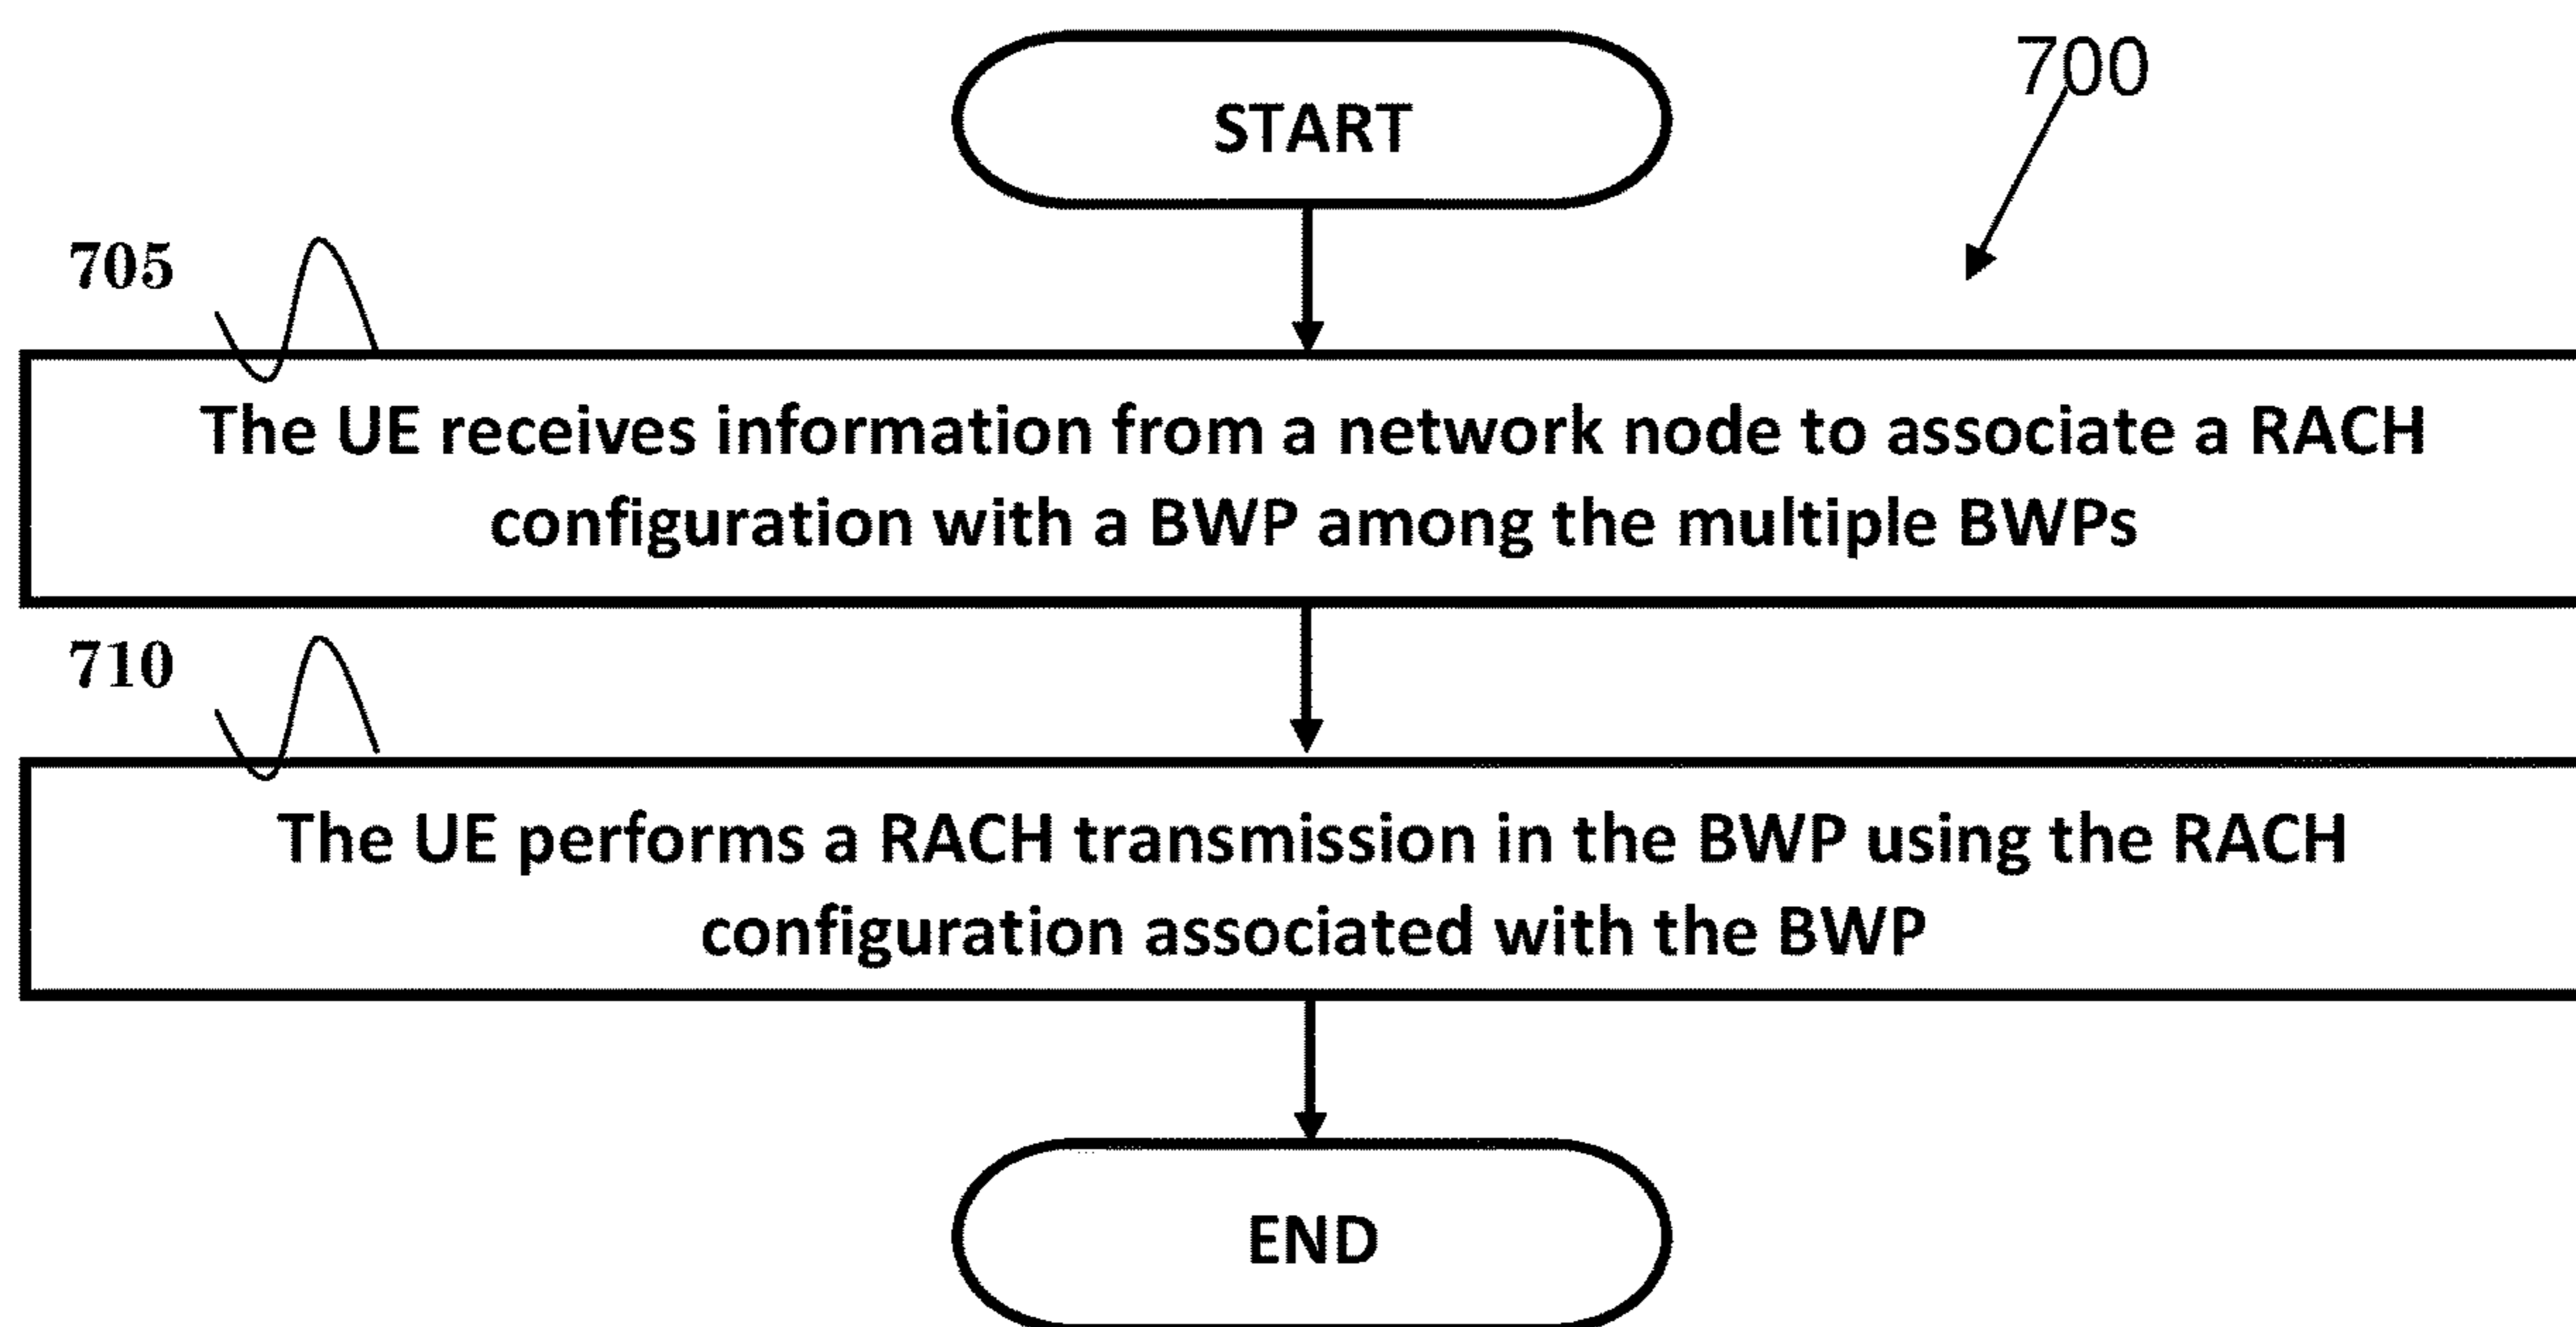 START
700
705
The UE receives information from a network node to associate a RACH
configuration with a BWP among the multiple BWPs
710
The UE performs a RACH transmission in the BWP using the RACH
configuration associated with the BWP
END